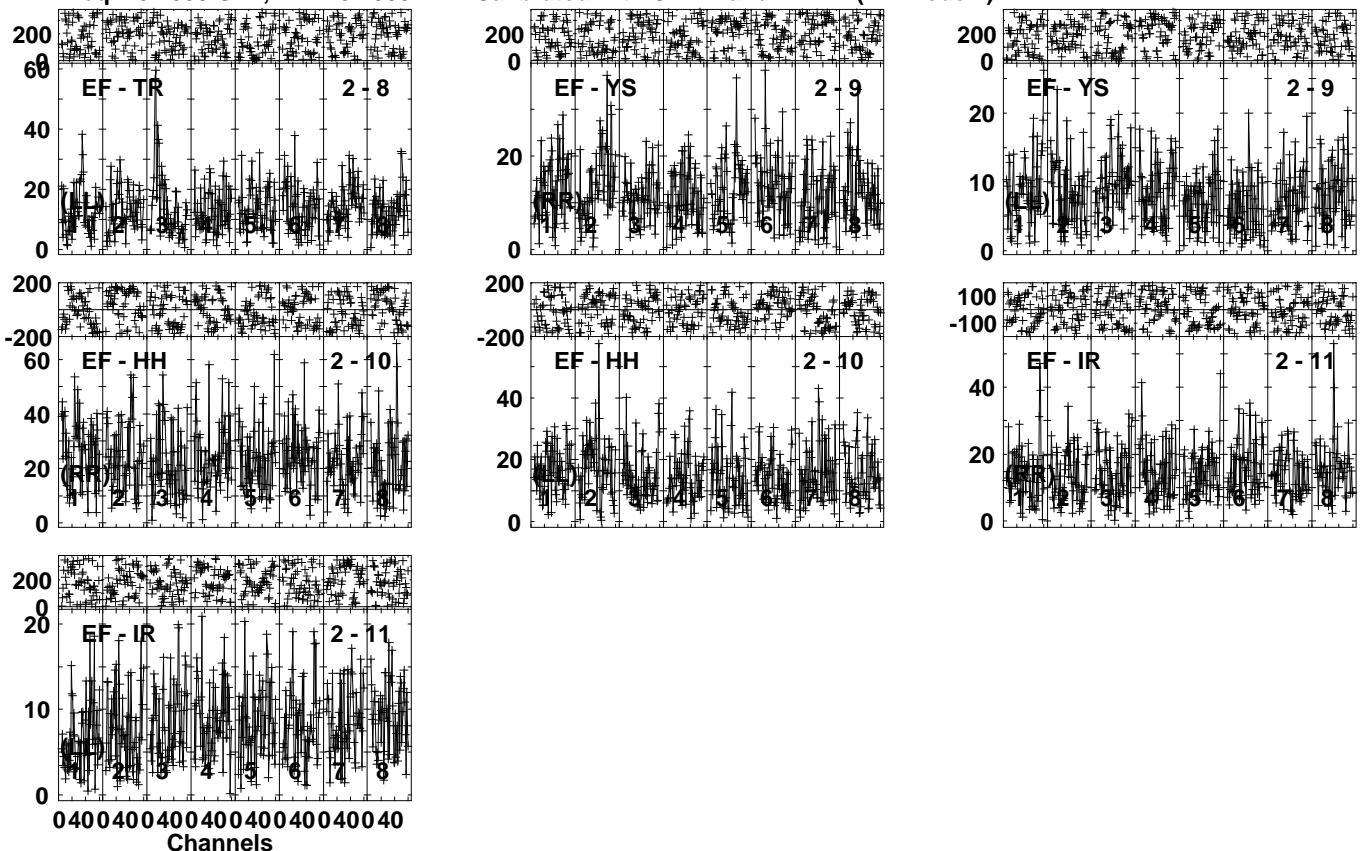 200 200 200
0 0 0
60
EF - TR 2 - 8 EF - YS 2 - 9 EF - YS 2 - 9
40 20 20
20 10
(LL) (RR) (LL)
1 2 3 4 5 6 7 8 1 2 3 4 5 6 7 8 1 2 3 4 5 6 7 8
0 0 0
200 200 100
-200 -200 -100
60 EF - HH 2 - 10 EF - HH 2 - 10 EF - IR 2 - 11
40 40 40
20 20 20
(RR) (LL) (RR)
1 2 3 4 5 6 7 8 1 2 3 4 5 6 7 8 1 2 3 4 5 6 7 8
0 0 0
200
0
20 EF - IR 2 - 11
10
(LL)
1 2 3 4 5 6 7 8
0
0 40 0 40 0 40 0 40 0 40 0 40 0 40 0 40
Channels